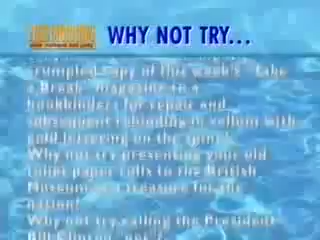 WHY NOT TRY...
crumpled copy of this week's "Take
a Break" magazine to a
bookbinders for repair and
subsequent rebinding in vellum with
gold lettering on the spine?
Why not try presenting your old
toilet paper rolls to the British
Museum as a treasure for the
nation?
Why not try calling the President
Bill Clinton,